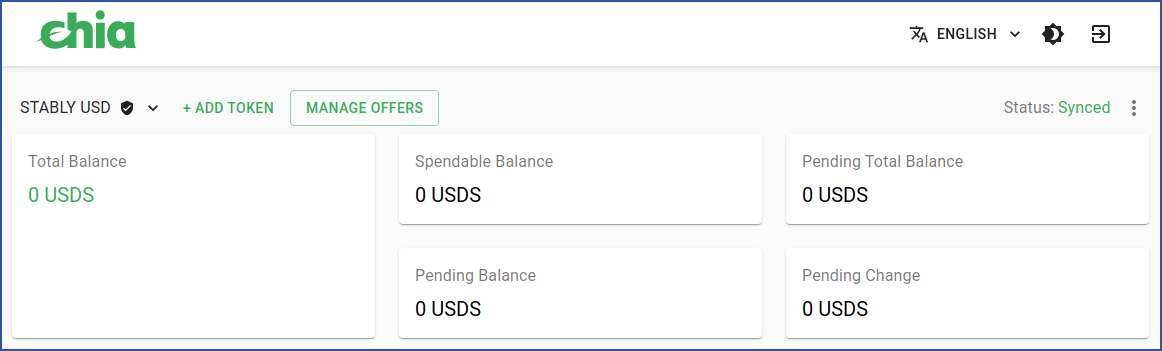 chia
ENGLISH
STABLY USD + ADD TOKEN MANAGE OFFERS Status: Synced
Total Balance
0 USDS
Spendable Balance
0 USDS
Pending Total Balance
0 USDS
Pending Balance
0 USDS
Pending Change
0 USDS